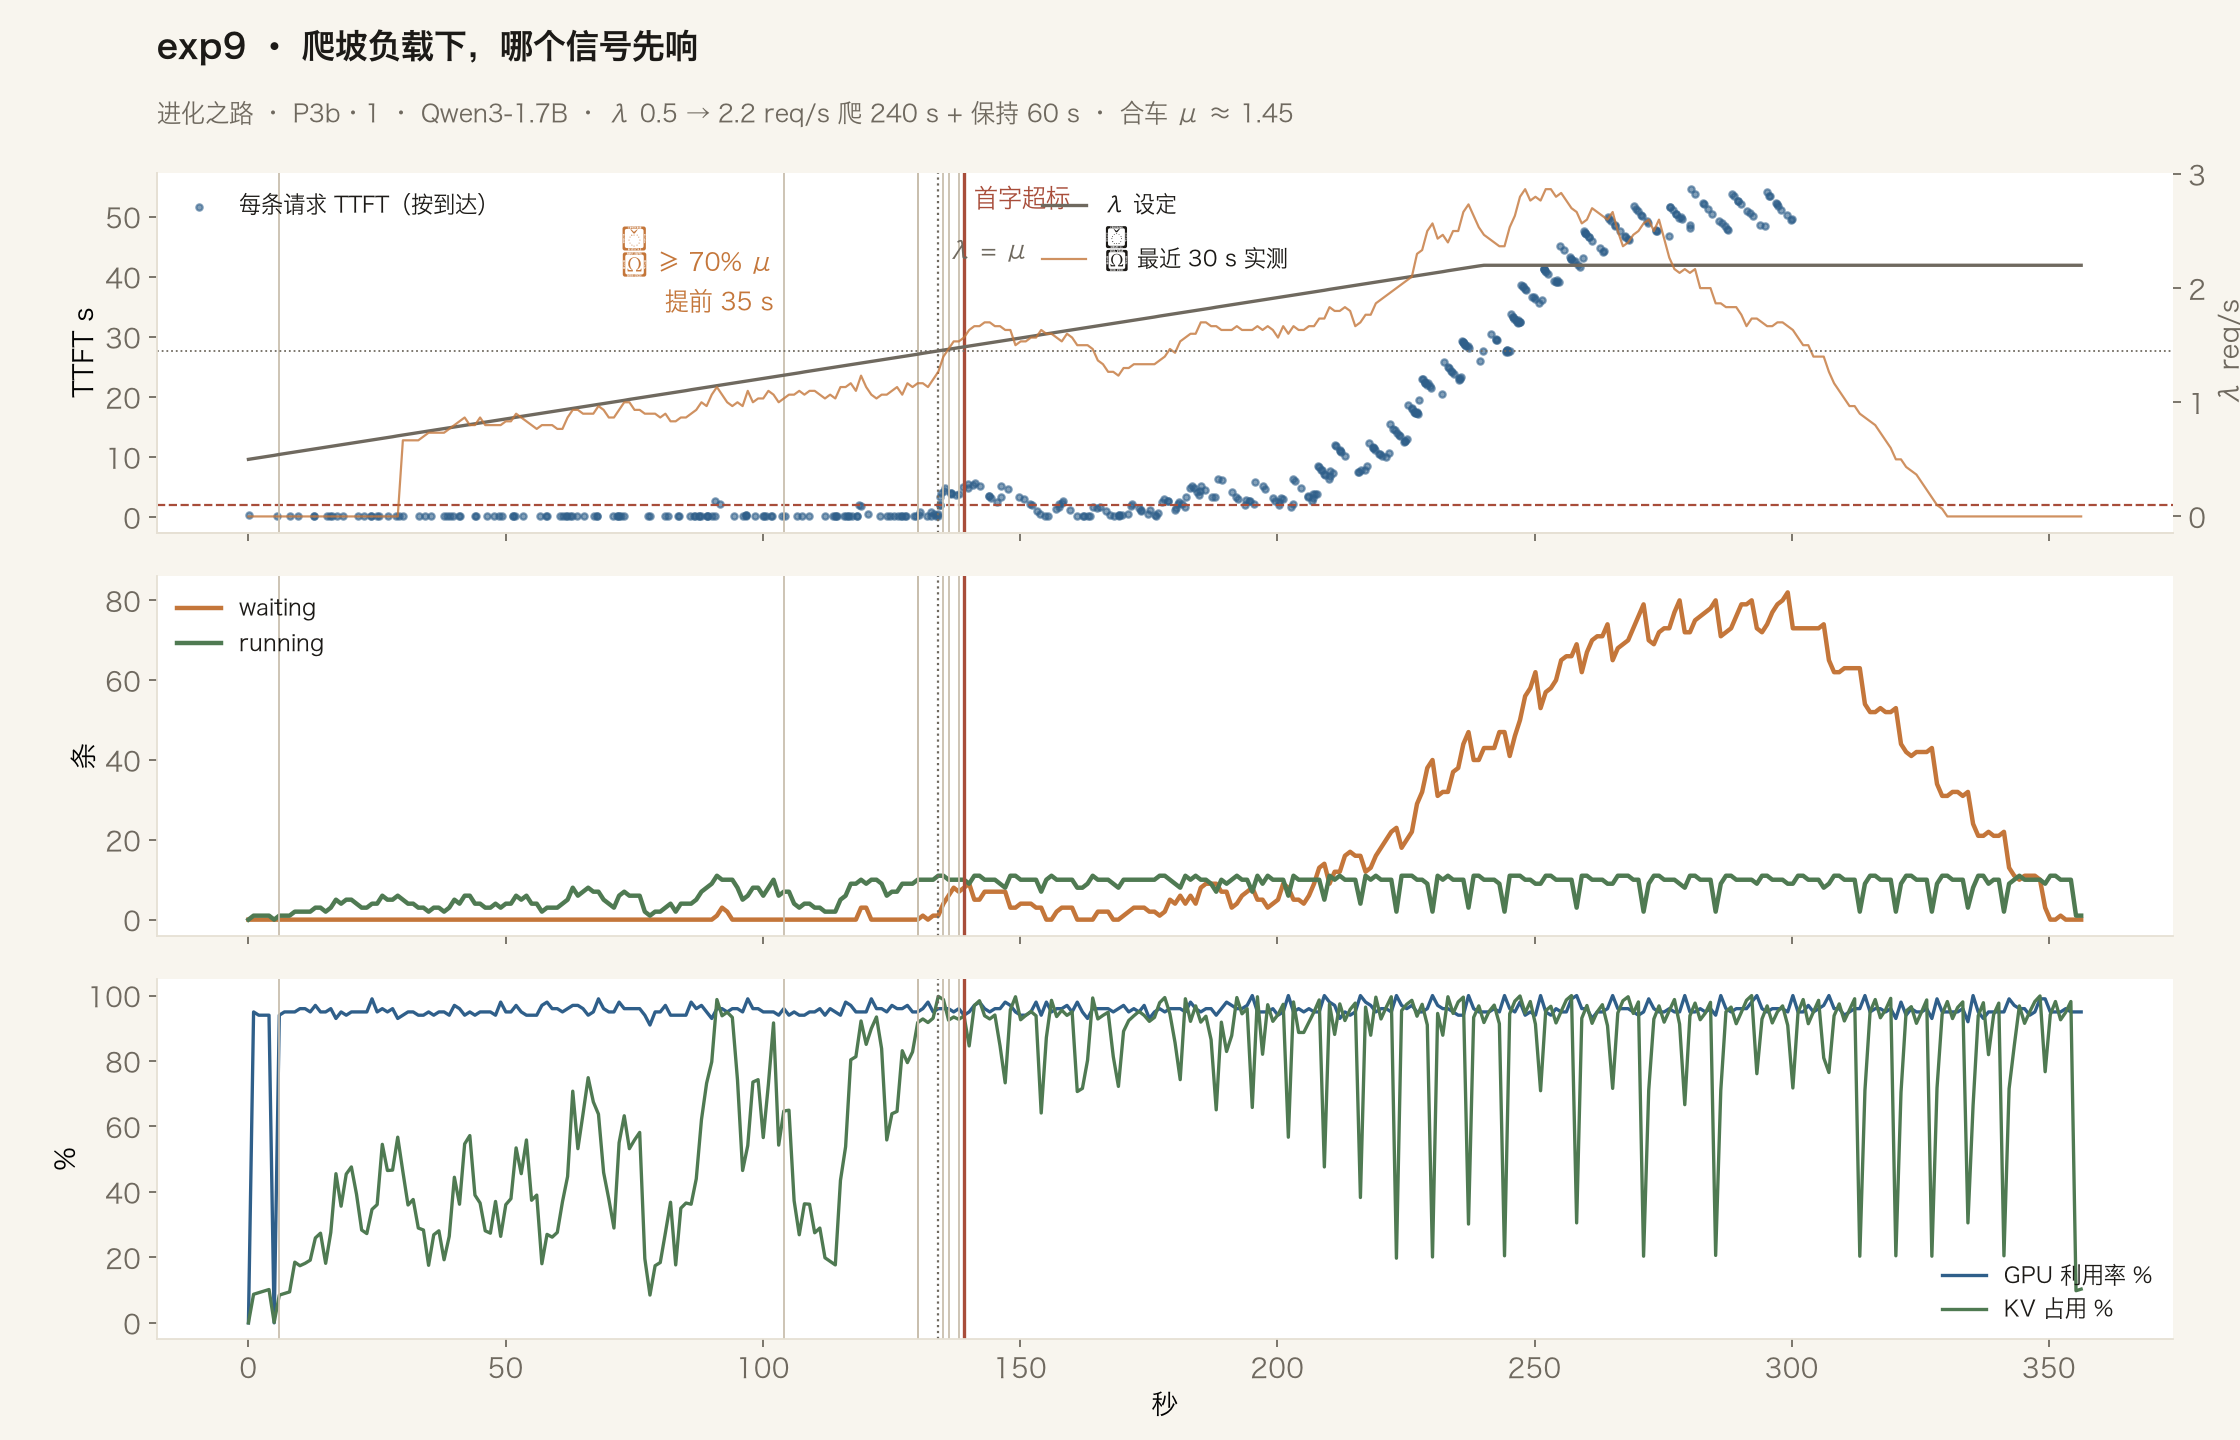 exp9 · 爬坡负载下，哪个信号先响
进化之路 · P3b·1 · Qwen3-1.7B · λ 0.5 → 2.2 req/s 爬 240 s + 保持 60 s · 合车 μ ≈ 1.45
每条请求 TTFT（按到达）
首字超标
λ 设定
λ = μ
最近 30 s 实测
≥ 70% μ
提前 35 s
TTFT s
50
40
30
20
10
0
3
2
1
0
λ req/s
waiting
running
条
80
60
40
20
0
%
100
80
60
40
20
0
GPU 利用率 %
KV 占用 %
0 50 100 150 200 250 300 350
秒